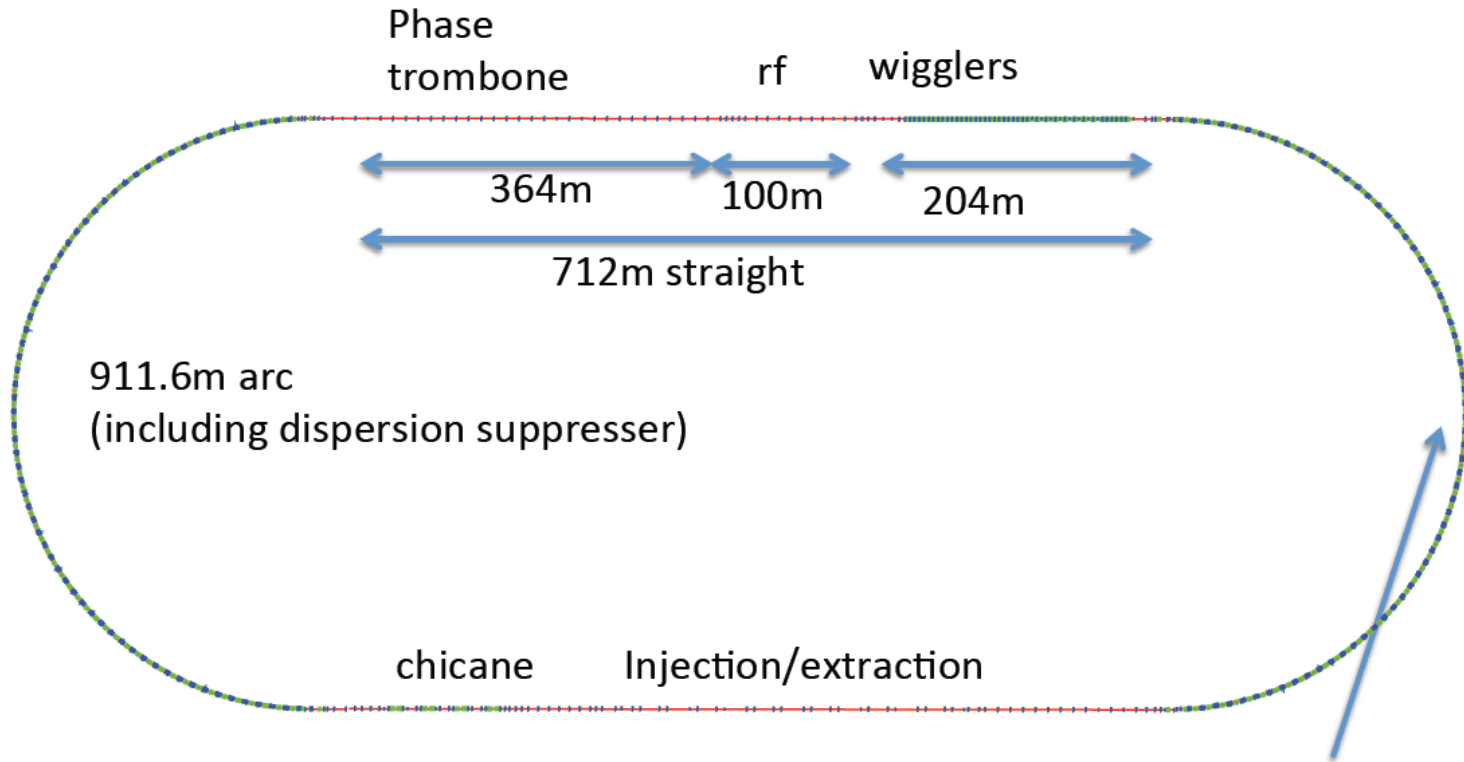 Phase
trombone
rf
wigglers
364m
100m
204m
712m straight
911.6m arc
(including dispersion suppresser)
chicane
Injection/extraction